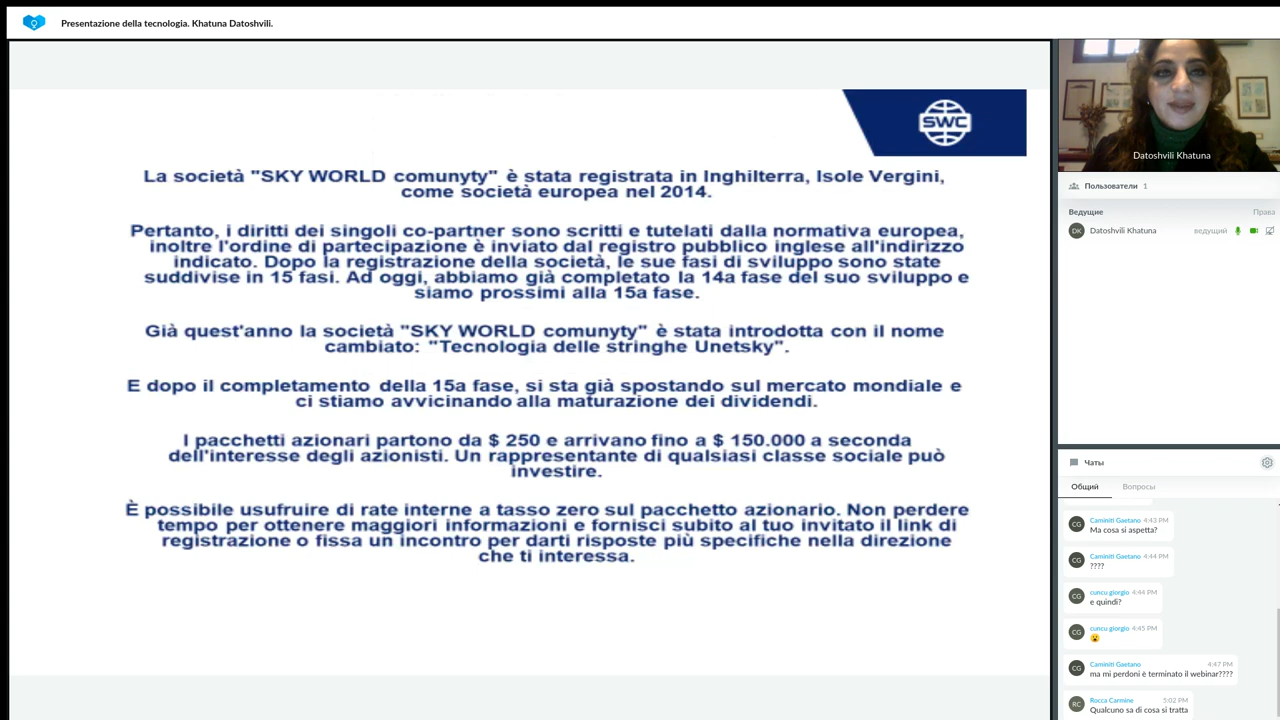 Presentazione della tecnologia. Khatuna Datoshvili.
SWC
La società "SKY WORLD comunyty" è stata registrata in Inghilterra, Isole Vergini,
come società europea nel 2014.
Pertanto, i diritti dei singoli co-partner sono scritti e tutelati dalla normativa europea,
inoltre l'ordine di partecipazione è inviato dal registro pubblico inglese all'indirizzo
indicato. Dopo la registrazione della società, le sue fasi di sviluppo sono state
suddivise in 15 fasi. Ad oggi, abbiamo già completato la 14a fase del suo sviluppo e
siamo prossimi alla 15a fase.
Già quest'anno la società "SKY WORLD comunyty" è stata introdotta con il nome
cambiato: "Tecnologia delle stringhe Unetsky".
E dopo il completamento della 15a fase, si sta già spostando sul mercato mondiale e
ci stiamo avvicinando alla maturazione dei dividendi.
I pacchetti azionari partono da $ 250 e arrivano fino a $ 150.000 a seconda
dell'interesse degli azionisti. Un rappresentante di qualsiasi classe sociale può
investire.
È possibile usufruire di rate interne a tasso zero sul pacchetto azionario. Non perdere
tempo per ottenere maggiori informazioni e fornisci subito al tuo invitato il link di
registrazione o fissa un incontro per darti risposte più specifiche nella direzione
che ti interessa.
Datoshvili Khatuna
Пользователи 1
Ведущие Права
DK Datoshvili Khatuna ведущий
Чаты
Общий Вопросы
CG Caminiti Gaetano 4:43 PM
Ma cosa si aspetta?
CG Caminiti Gaetano 4:44 PM
????
CG cuncu giorgio 4:44 PM
e quindi?
CG cuncu giorgio 4:45 PM
😮
CG Caminiti Gaetano 4:47 PM
ma mi perdoni è terminato il webinar????
RC Rocca Carmine 5:02 PM
Qualcuno sa di cosa si tratta